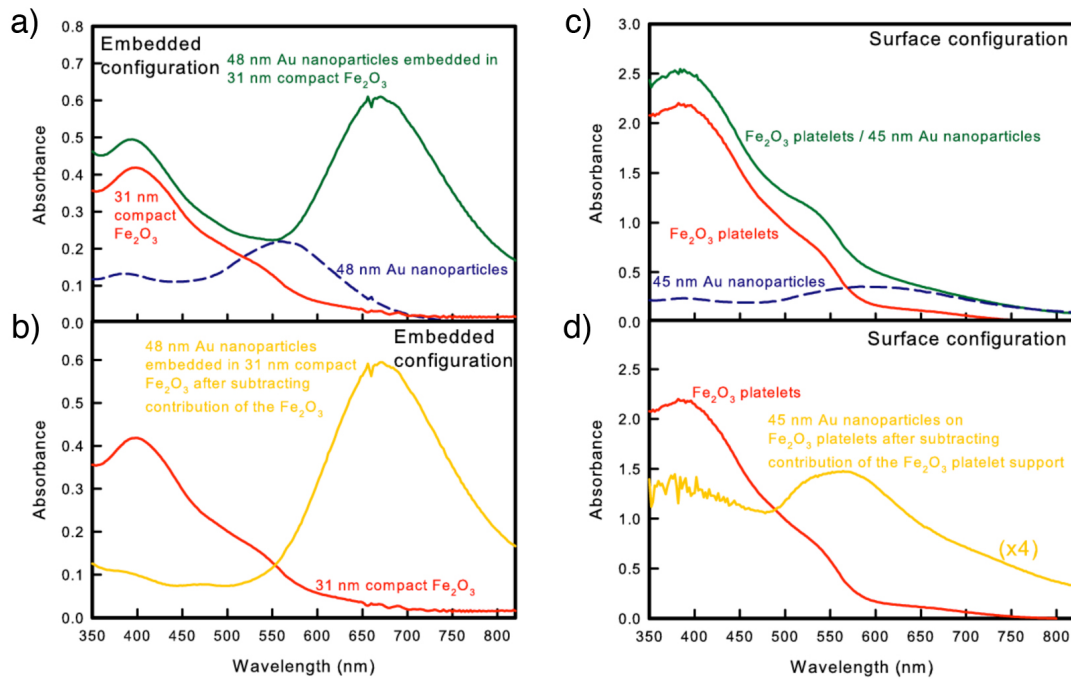 a)
Embedded
configuration
48 nm Au nanoparticles embedded in
31 nm compact Fe₂O₃
31 nm
compact
Fe₂O₃
48 nm Au nanoparticles
Absorbance
0.8
0.7
0.6
0.5
0.4
0.3
0.2
0.1
0.0
b)
Embedded
configuration
48 nm Au nanoparticles
embedded in 31 nm compact
Fe₂O₃ after subtracting
contribution of the Fe₂O₃
31 nm compact Fe₂O₃
Absorbance
0.6
0.5
0.4
0.3
0.2
0.1
0.0
350 400 450 500 550 600 650 700 750 800
Wavelength (nm)
c)
Surface configuration
Fe₂O₃ platelets / 45 nm Au nanoparticles
Fe₂O₃ platelets
45 nm Au nanoparticles
Absorbance
3.0
2.5
2.0
1.5
1.0
0.5
0.0
d)
Surface configuration
Fe₂O₃ platelets
45 nm Au nanoparticles on
Fe₂O₃ platelets after subtracting
contribution of the Fe₂O₃ platelet support
(x4)
Absorbance
2.5
2.0
1.5
1.0
0.5
0.0
350 400 450 500 550 600 650 700 750 800
Wavelength (nm)